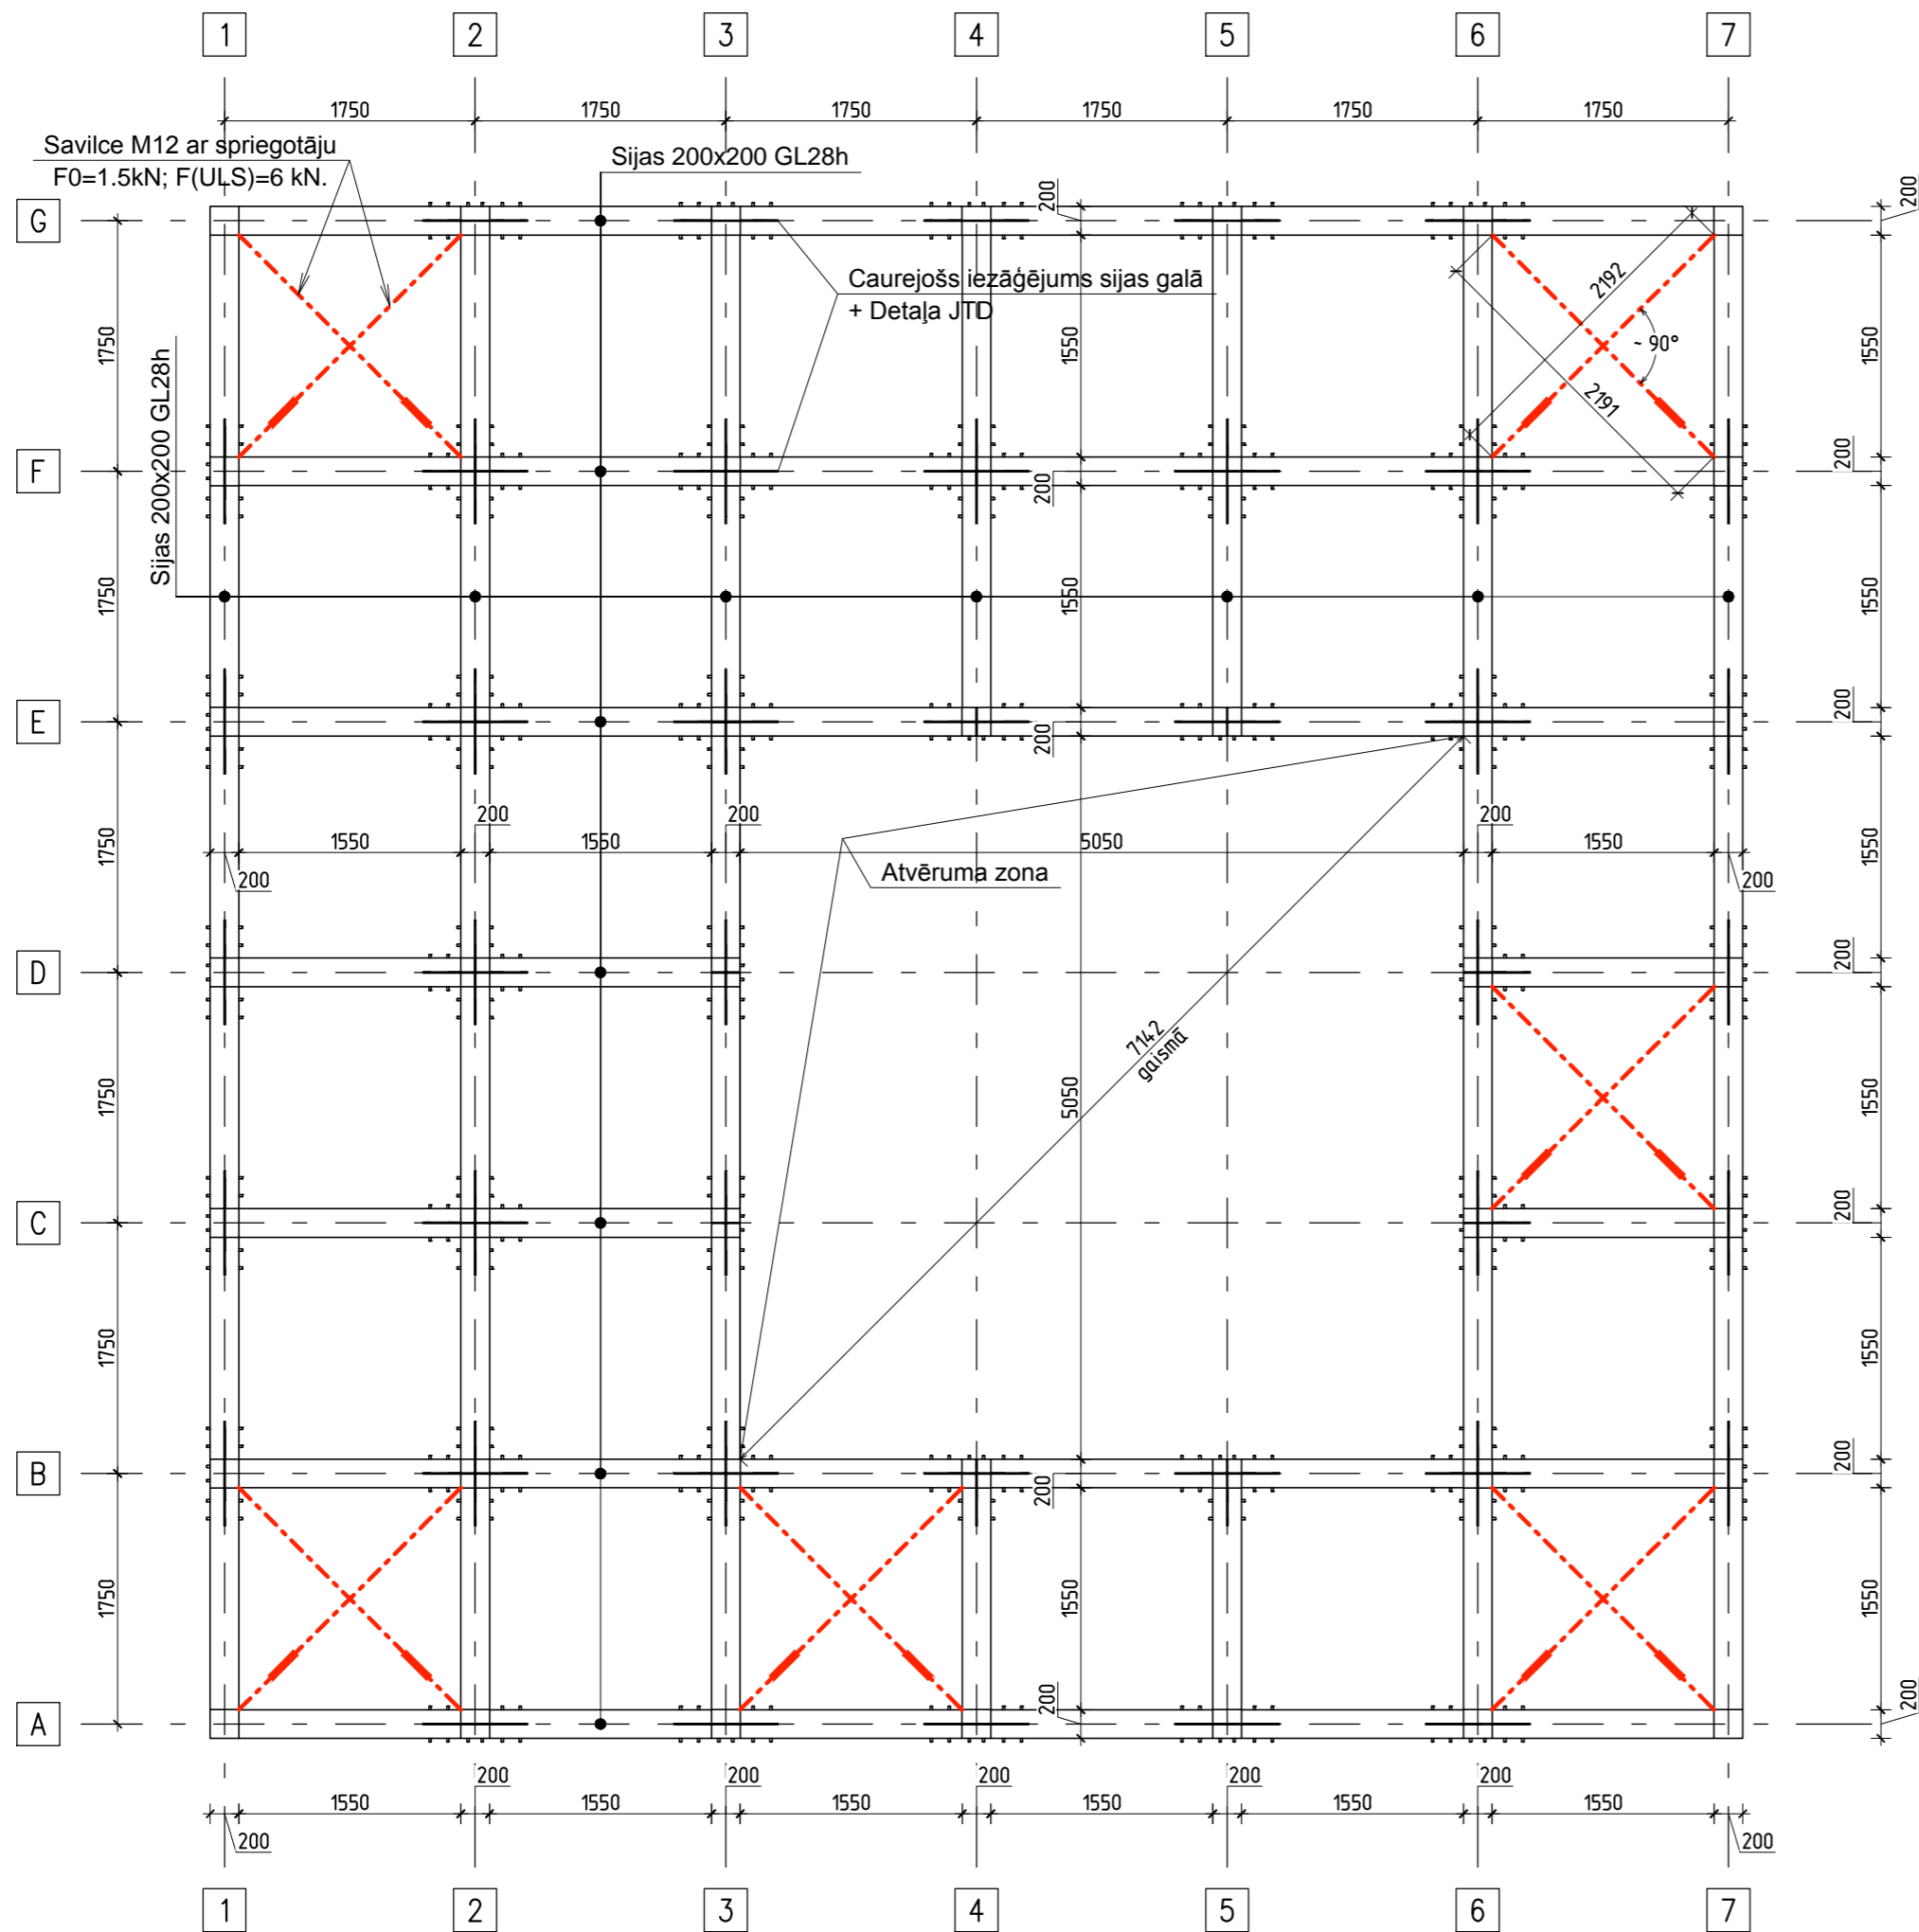 1 2 3 4 5 6 7
1750 1750 1750 1750 1750 1750
Savilce M12 ar spriegotāju
F0=1.5kN; F(ULS)=6 kN.
Sijas 200x200 GL28h
200 200
G
Caurejošs iezāģējums sijas galā
+ Detaļa JTD
2192
~ 90°
2191
1750 1550 1550
Sijas 200x200 GL28h
F
200 200
1750 1550 1550
E
200 200
200 200 200
1550 1550 5050 1550
200 200
Atvēruma zona
1750 1550
D
200
7142
gaismā
1750 5050 1550
C
200
1750 1550
B
200 200
1750 1550 1550
A
200 200
200 200 200 200 200
1550 1550 1550 1550 1550 1550
200 200
1 2 3 4 5 6 7